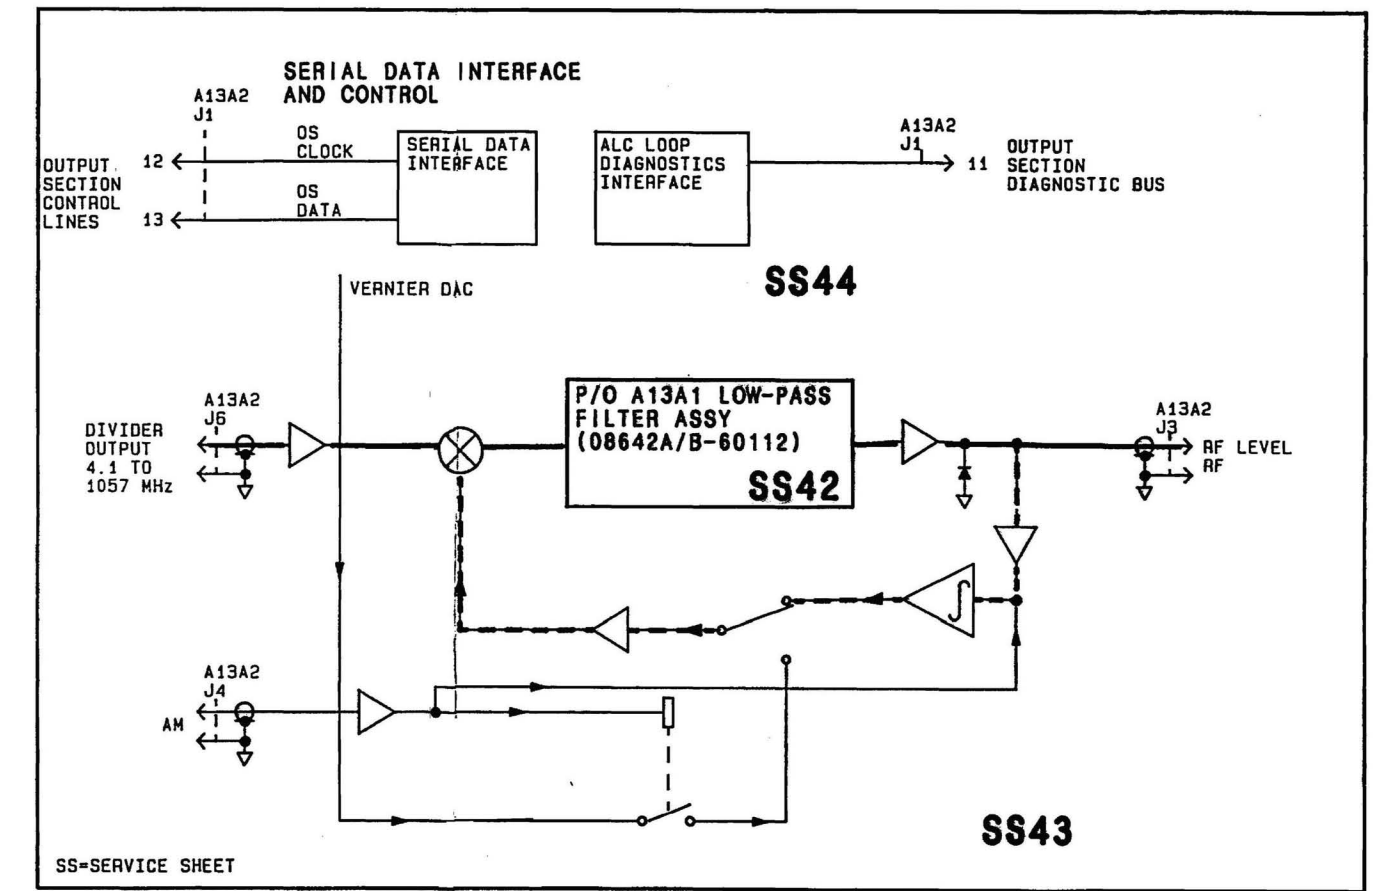 SERIAL DATA INTERFACE
AND CONTROL
A13A2
J1
OUTPUT
SECTION
CONTROL
LINES
12
13
OS
CLOCK
OS
DATA
SERIAL DATA
INTERFACE
ALC LOOP
DIAGNOSTICS
INTERFACE
A13A2
J1
11
OUTPUT
SECTION
DIAGNOSTIC BUS
SS44
VERNIER DAC
A13A2
J6
DIVIDER
OUTPUT
4.1 TO
1057 MHz
P/O A13A1 LOW-PASS
FILTER ASSY
(08642A/B-60112)
SS42
A13A2
J3
RF LEVEL
RF
A13A2
J4
AM
SS43
SS=SERVICE SHEET